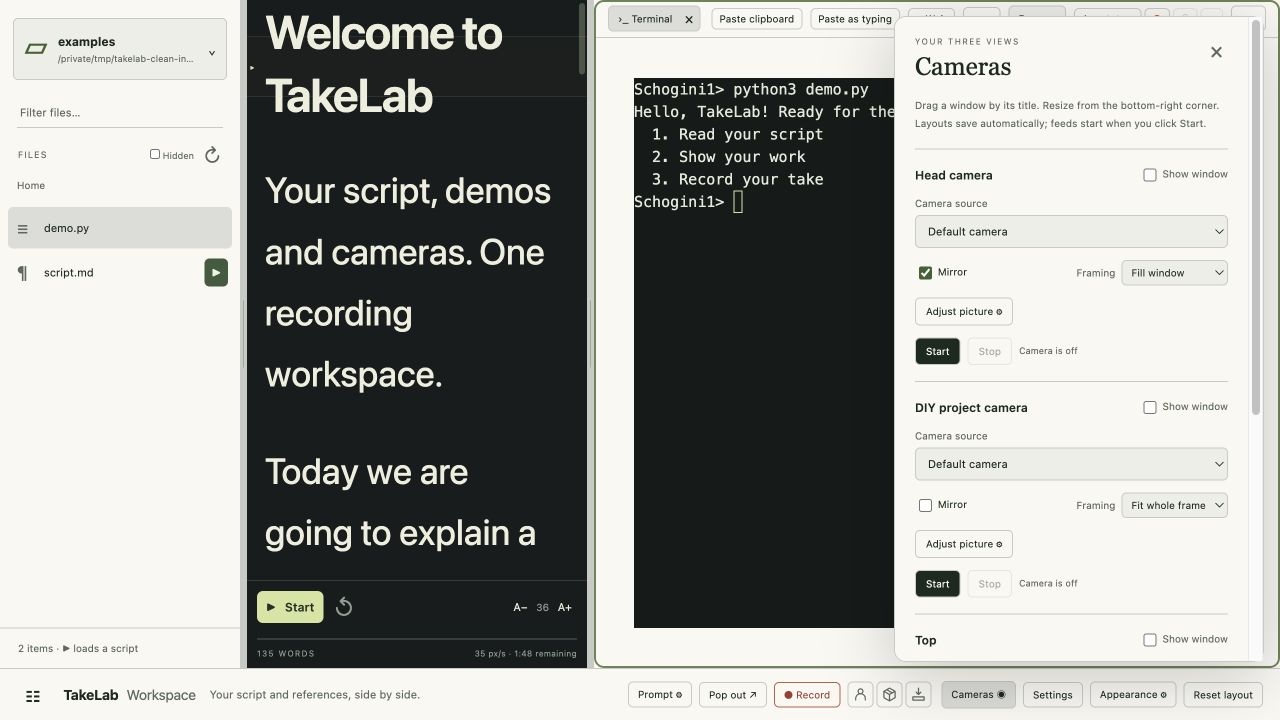 examples
/private/tmp/takelab-clean-in...
Filter files...
FILES
Hidden
Home
demo.py
script.md
2 items · ▶ loads a script
Welcome to
TakeLab
Your script, demos
and cameras. One
recording
workspace.
Today we are
going to explain a
Start
A− 36 A+
135 WORDS
35 px/s · 1:48 remaining
>_ Terminal ✕
Paste clipboard
Paste as typing
Schogini1> python3 demo.py
Hello, TakeLab! Ready for the
1. Read your script
2. Show your work
3. Record your take
Schogini1>
YOUR THREE VIEWS
Cameras
Drag a window by its title. Resize from the bottom-right corner.
Layouts save automatically; feeds start when you click Start.
Head camera
Show window
Camera source
Default camera
Mirror
Framing
Fill window
Adjust picture
Start
Stop
Camera is off
DIY project camera
Show window
Camera source
Default camera
Mirror
Framing
Fit whole frame
Adjust picture
Start
Stop
Camera is off
Top
Show window
TakeLab Workspace
Your script and references, side by side.
Prompt
Pop out ↗
Record
Cameras
Settings
Appearance
Reset layout